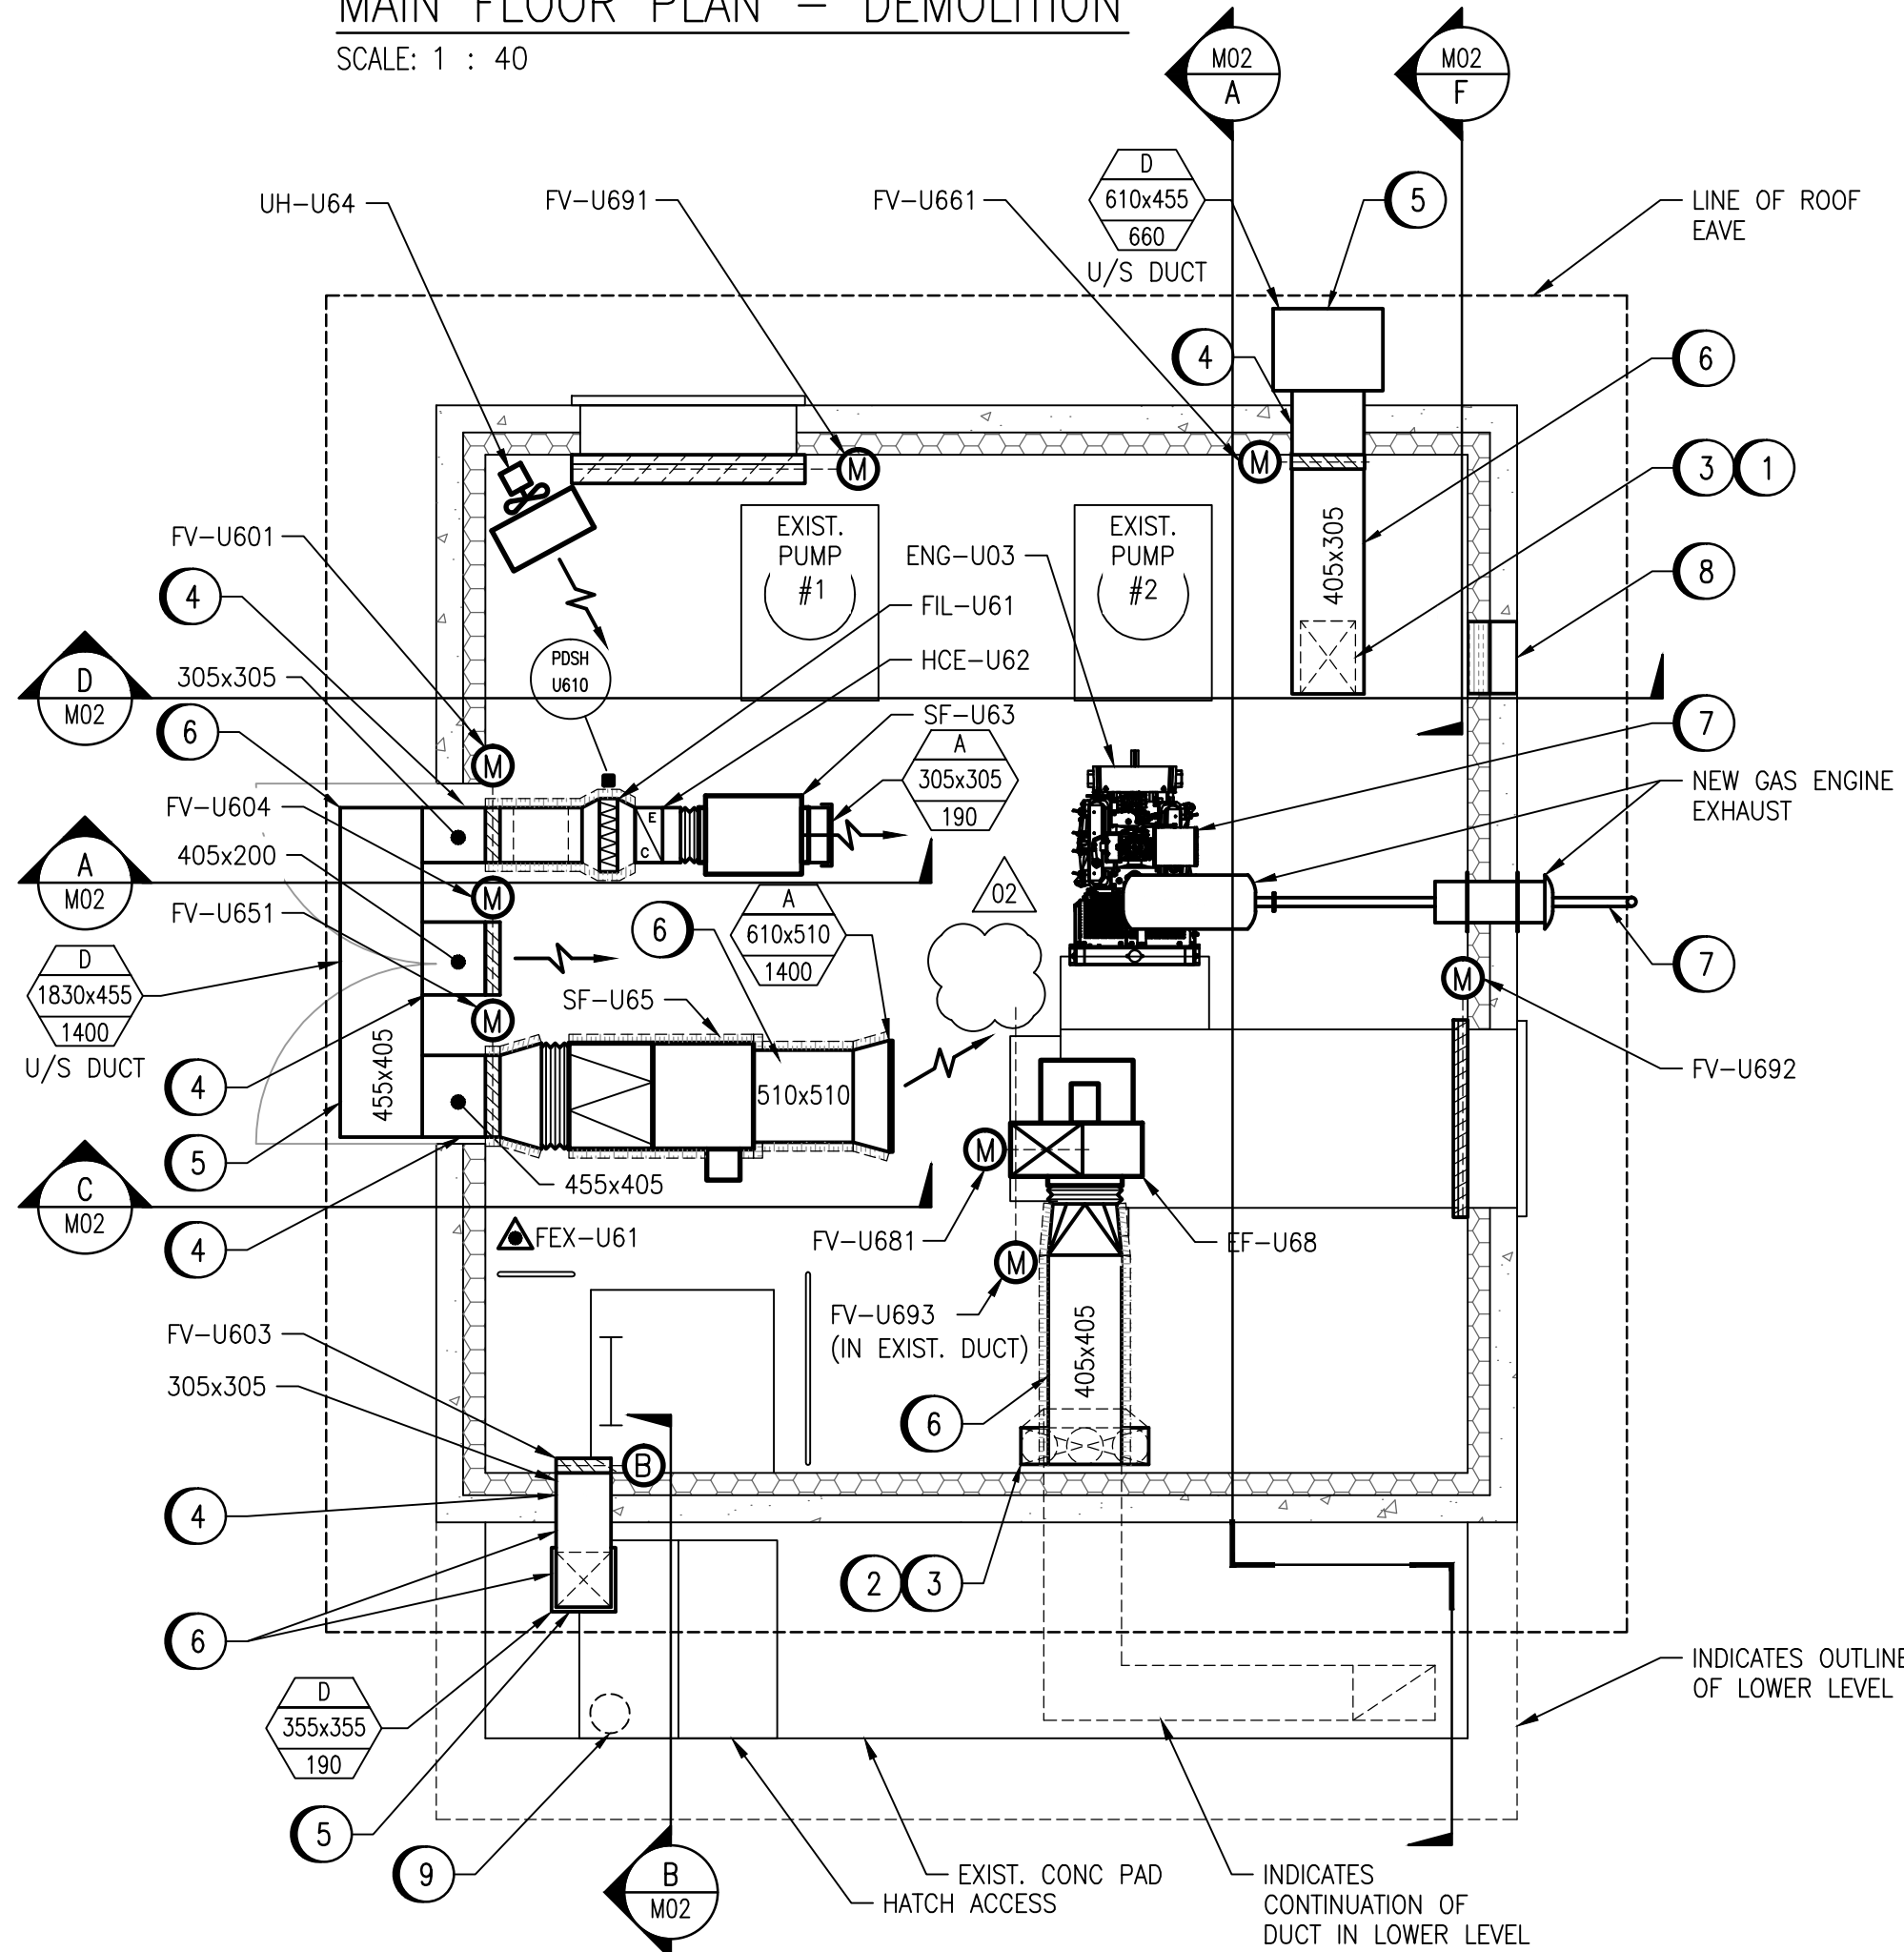 MAIN FLOOR PLAN – DEMOLITION
SCALE: 1 : 40
M02
A
M02
F
D
610x455
660
U/S DUCT
5
UH-U64
FV-U691
FV-U661
LINE OF ROOF
EAVE
4
6
M
M
3
1
EXIST.
PUMP
#1
EXIST.
PUMP
#2
405x305
FV-U601
ENG-U03
8
4
FIL-U61
PDSH
U610
HCE-U62
D
M02
305x305
6
SF-U63
7
A
305x305
190
M
NEW GAS ENGINE
EXHAUST
FV-U604
E
C
A
M02
405x200
M
02
FV-U651
6
A
610x510
1400
7
D
1830x455
1400
U/S DUCT
M
M
SF-U65
FV-U692
4
455x405
510x510
5
M
455x405
C
M02
4
FEX-U61
FV-U681
EF-U68
M
FV-U693
(IN EXIST. DUCT)
FV-U603
305x305
405x405
6
B
4
2
3
6
INDICATES OUTLINE
OF LOWER LEVEL
D
355x355
190
5
9
B
M02
EXIST. CONC PAD
HATCH ACCESS
INDICATES
CONTINUATION OF
DUCT IN LOWER LEVEL